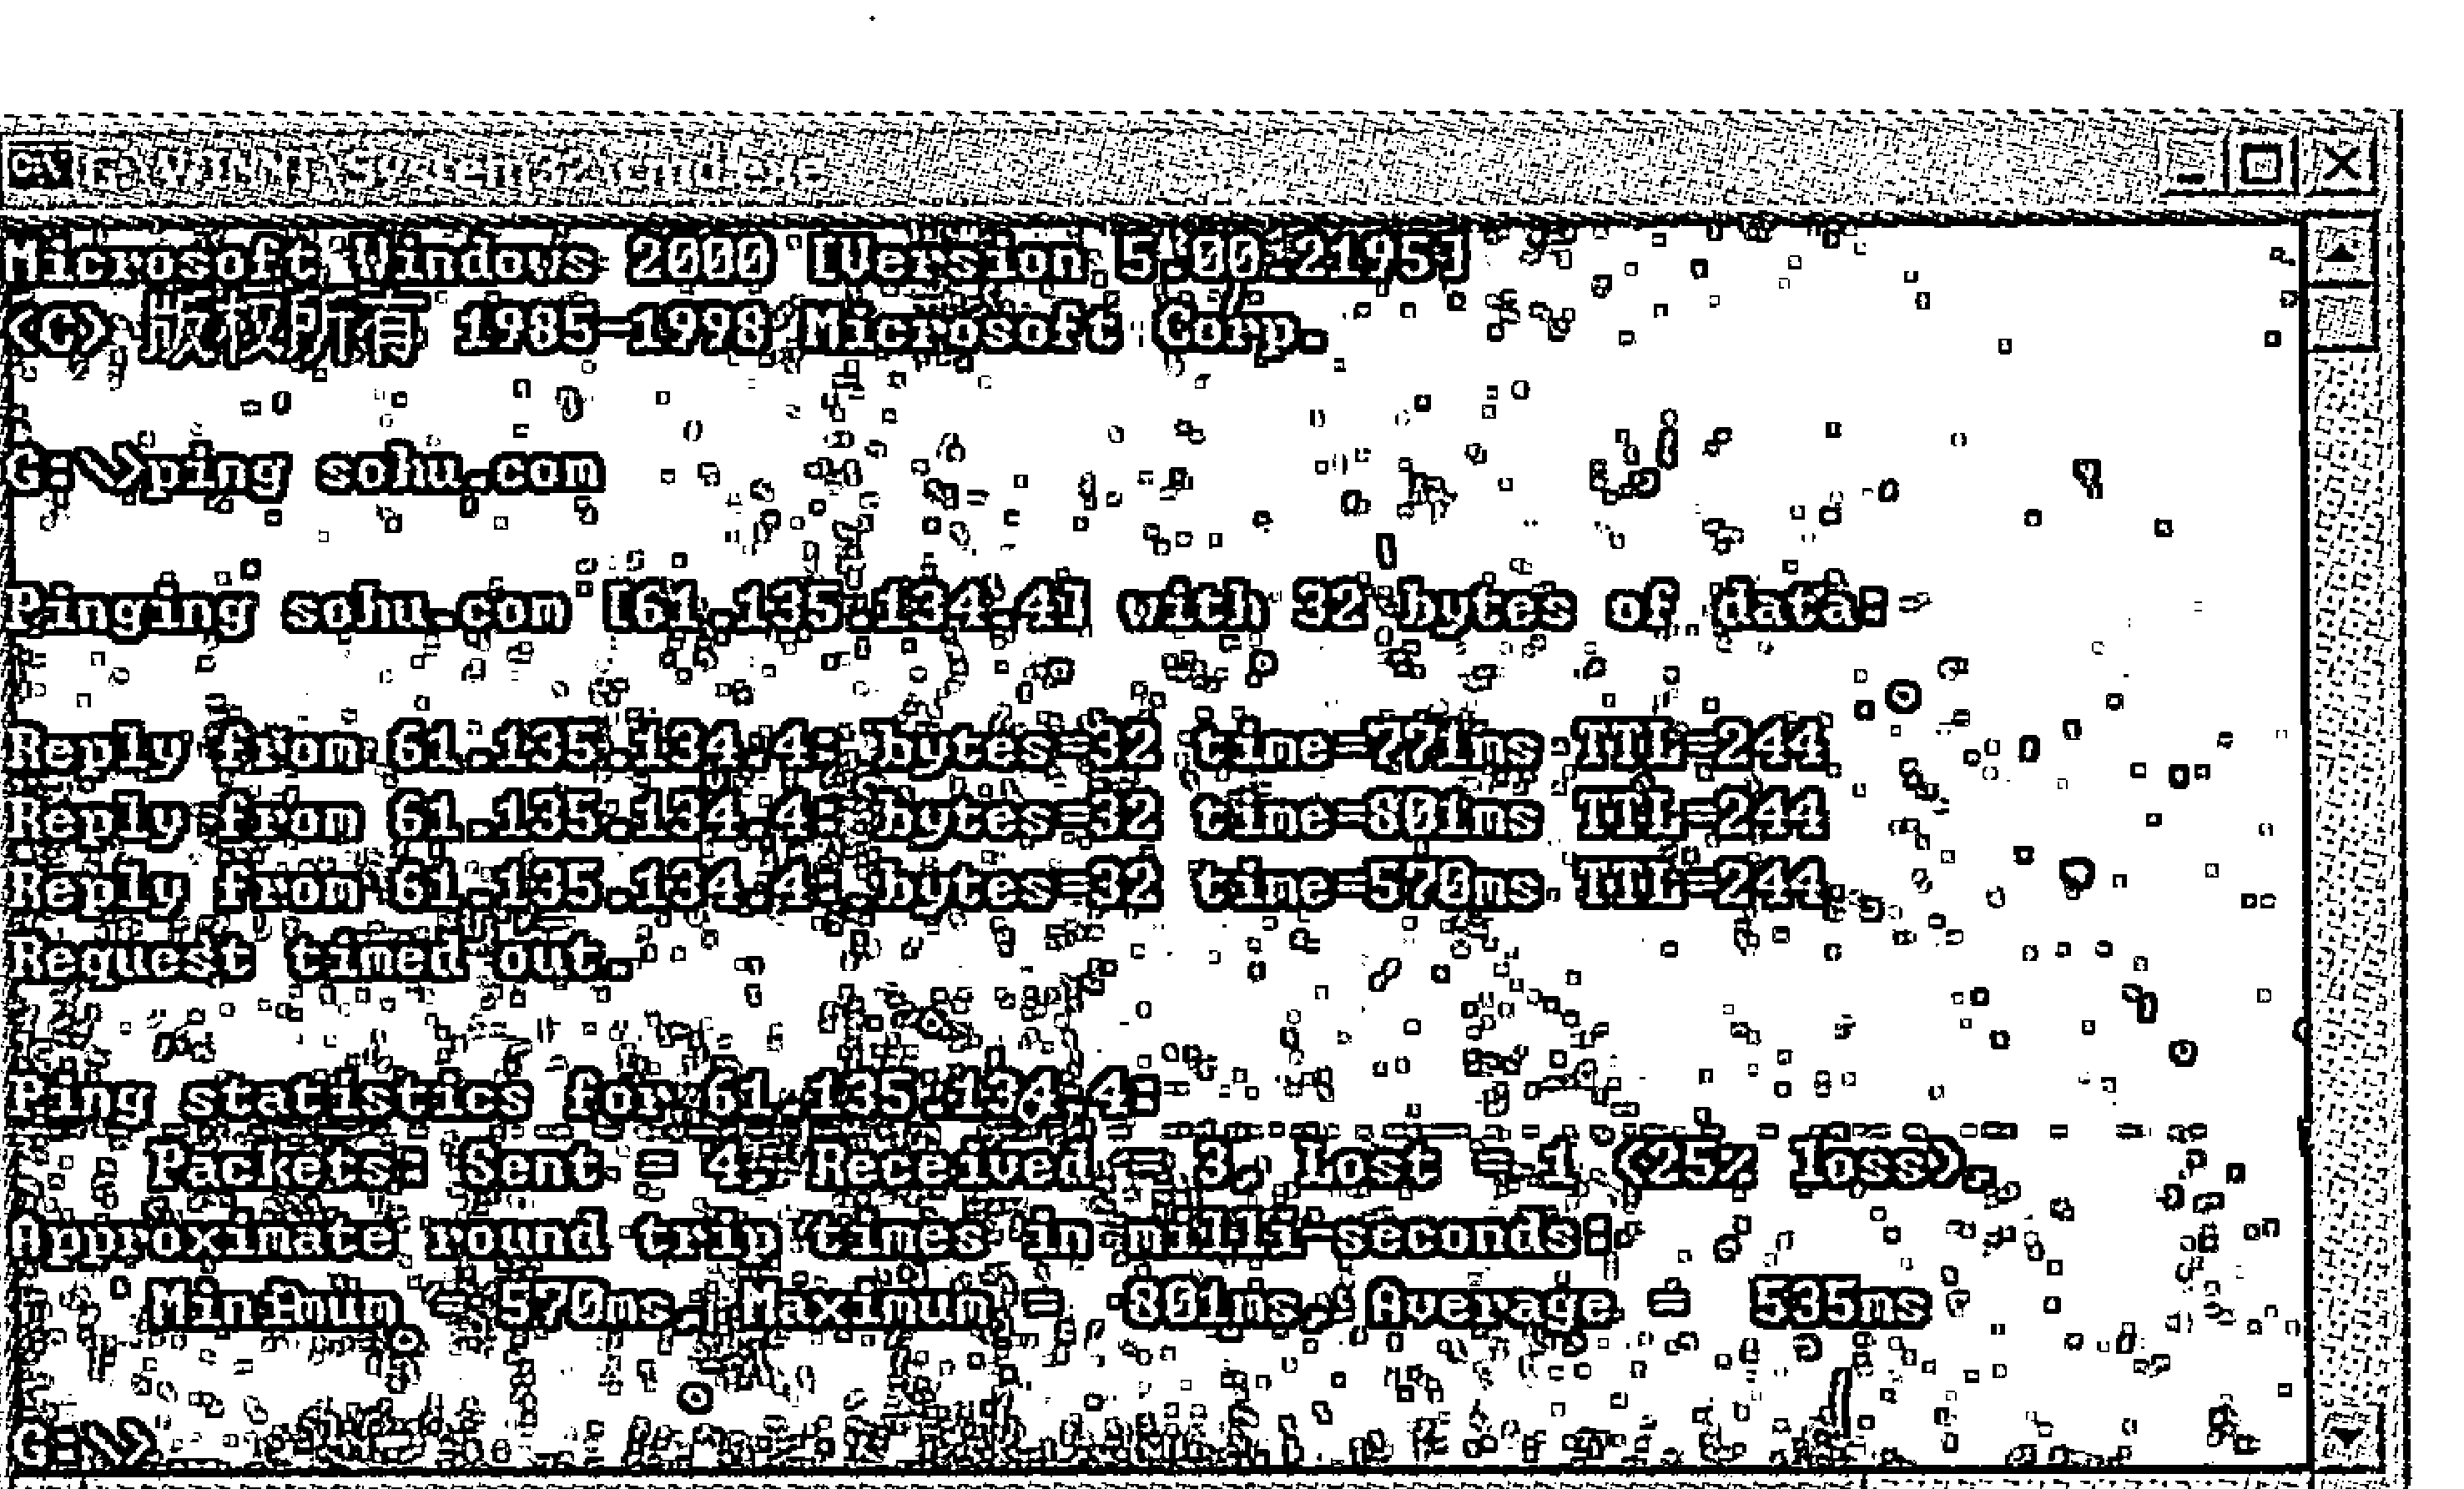 G:\WINNT\System32\cmd.exe
Microsoft Windows 2000 [Version 5.00.2195]
(C) 版权所有 1985-1998 Microsoft Corp.
G:\>ping sohu.com
Pinging sohu.com [61.135.134.4] with 32 bytes of data:
Reply from 61.135.134.4: bytes=32 time=771ms TTL=244
Reply from 61.135.134.4: bytes=32 time=801ms TTL=244
Reply from 61.135.134.4: bytes=32 time=570ms TTL=244
Request timed out.
Ping statistics for 61.135.134.4:
Packets: Sent = 4, Received = 3, Lost = 1 (25% loss),
Approximate round trip times in milli-seconds:
Minimum = 570ms, Maximum = 801ms, Average = 535ms
G:\>